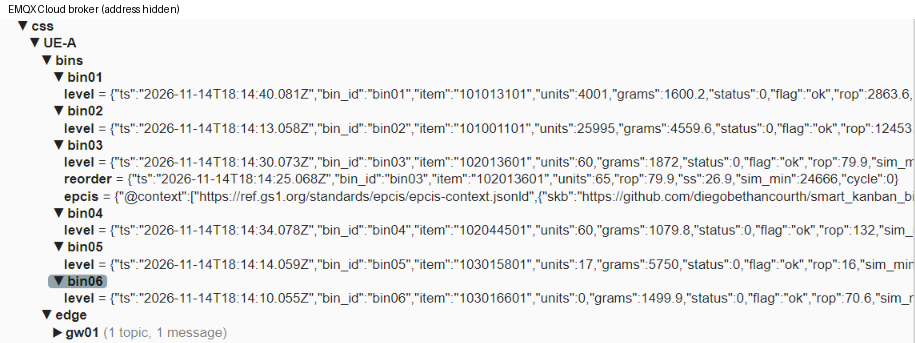 EMQX Cloud broker (address hidden)
▼ css
▼ UE-A
▼ bins
▼ bin01
level = {"ts":"2026-11-14T18:14:40.081Z","bin_id":"bin01","item":"101013101","units":4001,"grams":1600.2,"status":0,"flag":"ok","rop":2863.6,
▼ bin02
level = {"ts":"2026-11-14T18:14:13.058Z","bin_id":"bin02","item":"101001101","units":25995,"grams":4559.6,"status":0,"flag":"ok","rop":12453
▼ bin03
level = {"ts":"2026-11-14T18:14:30.073Z","bin_id":"bin03","item":"102013601","units":60,"grams":1872,"status":0,"flag":"ok","rop":79.9,"sim_m
reorder = {"ts":"2026-11-14T18:14:25.068Z","bin_id":"bin03","item":"102013601","units":65,"rop":79.9,"ss":26.9,"sim_min":24666,"cycle":0}
epcis = {"@context":["https://ref.gs1.org/standards/epcis/epcis-context.jsonld",{"skb":"https://github.com/diegobethancourth/smart_kanban_bi
▼ bin04
level = {"ts":"2026-11-14T18:14:34.078Z","bin_id":"bin04","item":"102044501","units":60,"grams":1079.8,"status":0,"flag":"ok","rop":132,"sim_
▼ bin05
level = {"ts":"2026-11-14T18:14:14.059Z","bin_id":"bin05","item":"103015801","units":17,"grams":5750,"status":0,"flag":"ok","rop":16,"sim_min
▼ bin06
level = {"ts":"2026-11-14T18:14:10.055Z","bin_id":"bin06","item":"103016601","units":0,"grams":1499.9,"status":0,"flag":"ok","rop":70.6,"sim_r
▼ edge
▶ gw01 (1 topic, 1 message)